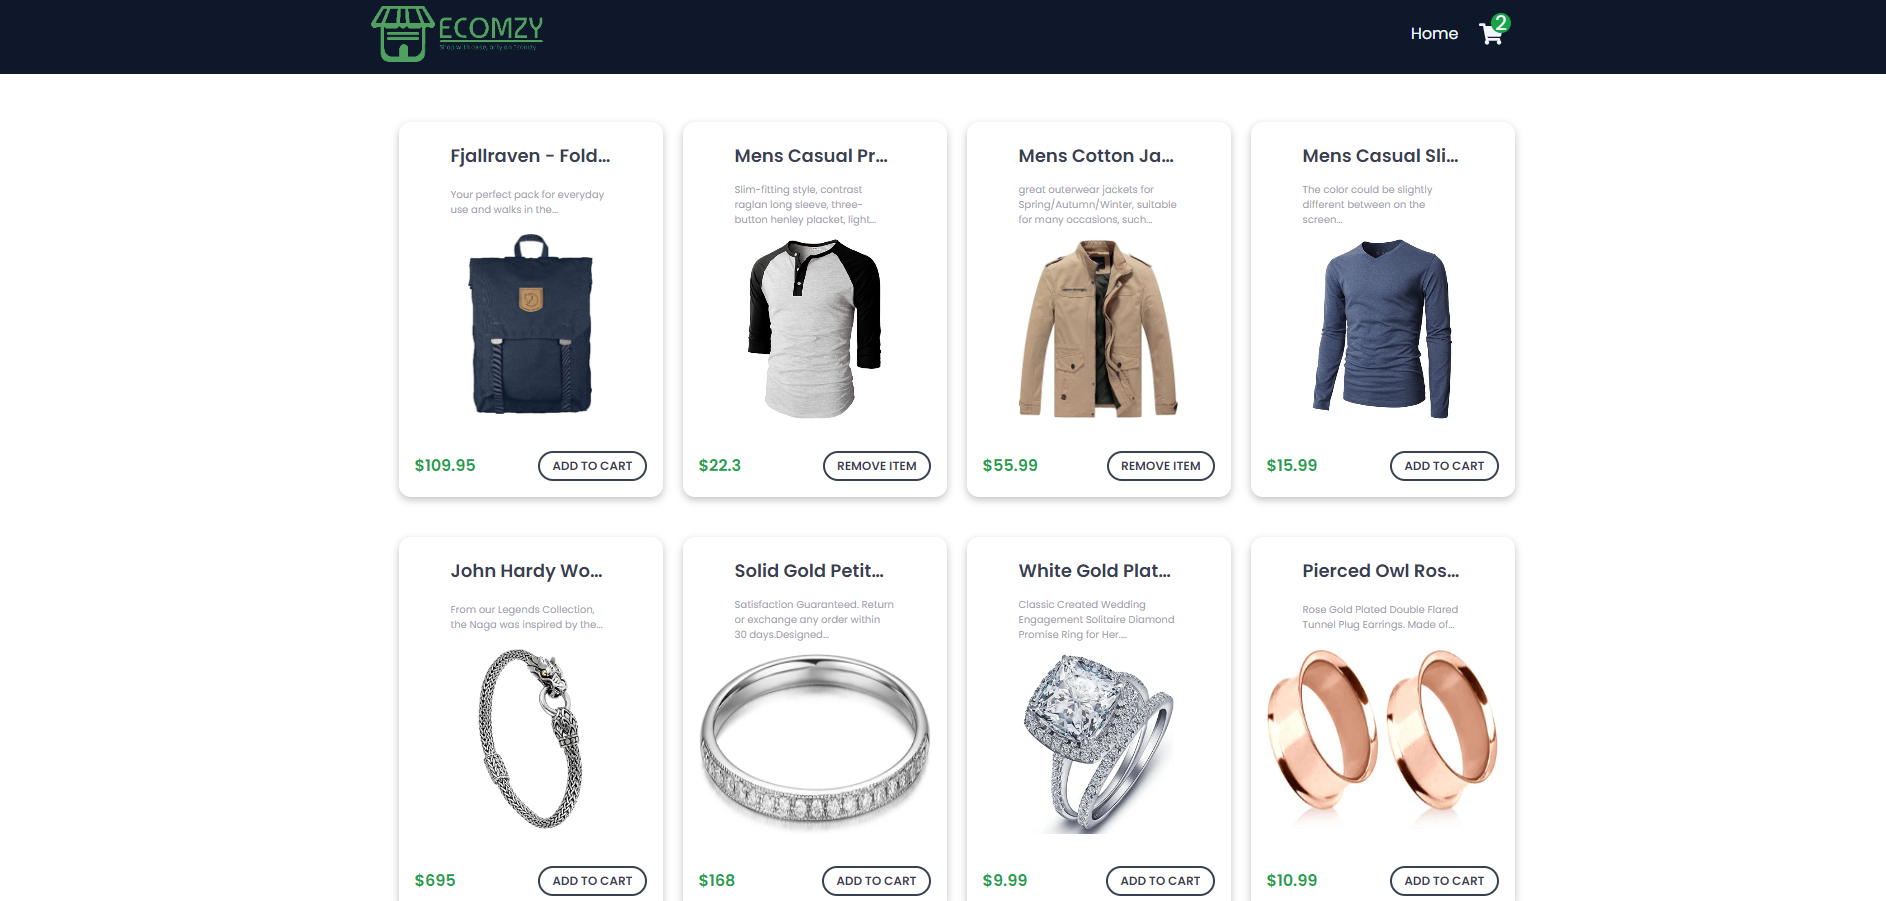 ECOMZY
Shop with ease, only on Ecomzy
Home
2
Fjallraven - Fold...
Your perfect pack for everyday
use and walks in the...
$109.95
ADD TO CART
Mens Casual Pr...
Slim-fitting style, contrast
raglan long sleeve, three-
button henley placket, light...
$22.3
REMOVE ITEM
Mens Cotton Ja...
great outerwear jackets for
Spring/Autumn/Winter, suitable
for many occasions, such...
$55.99
REMOVE ITEM
Mens Casual Sli...
The color could be slightly
different between on the
screen...
$15.99
ADD TO CART
John Hardy Wo...
From our Legends Collection,
the Naga was inspired by the...
$695
ADD TO CART
Solid Gold Petit...
Satisfaction Guaranteed. Return
or exchange any order within
30 days.Designed...
$168
ADD TO CART
White Gold Plat...
Classic Created Wedding
Engagement Solitaire Diamond
Promise Ring for Her....
$9.99
ADD TO CART
Pierced Owl Ros...
Rose Gold Plated Double Flared
Tunnel Plug Earrings. Made of...
$10.99
ADD TO CART